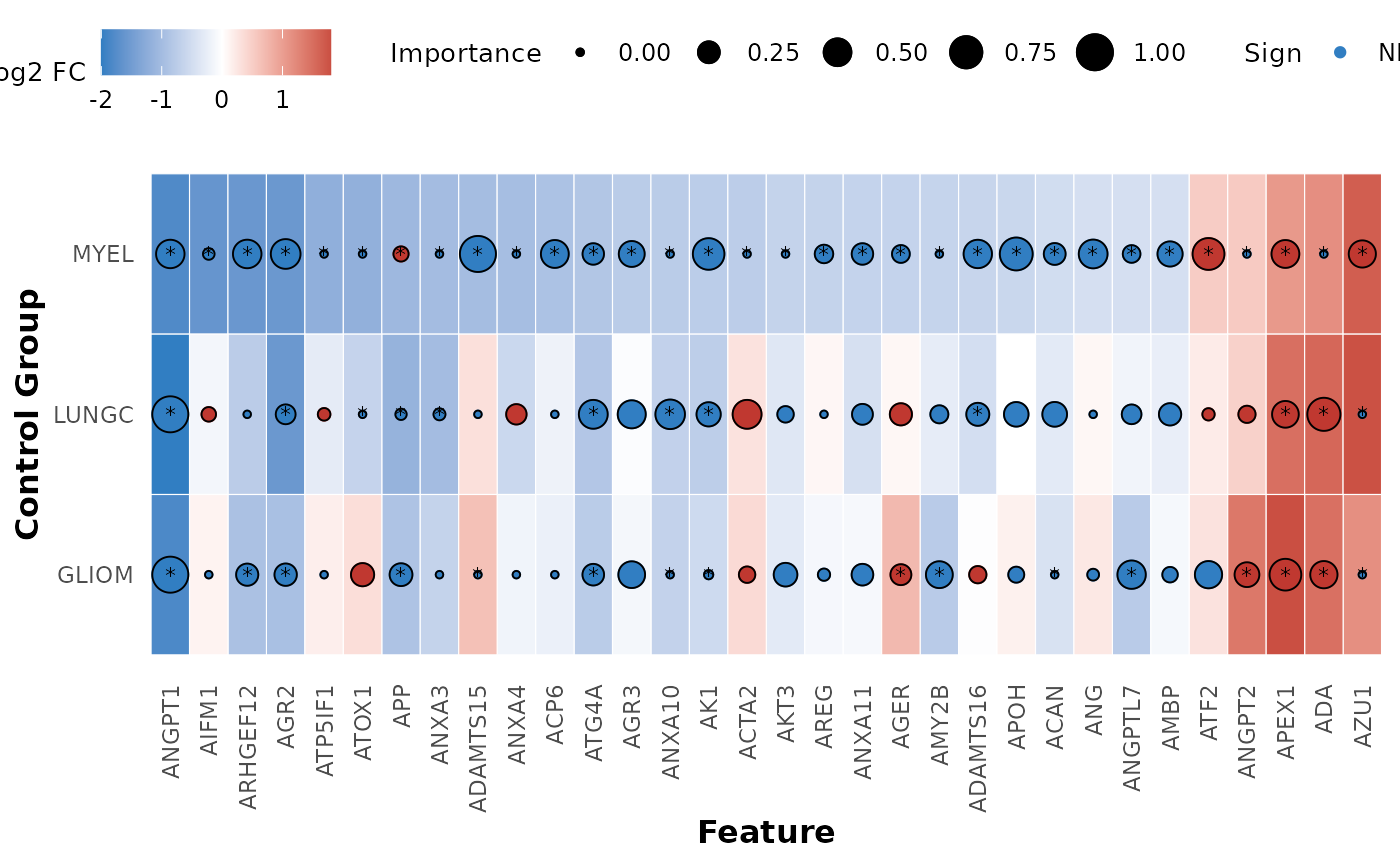 og2 FC
-2 -1 0 1
Importance 0.00 0.25 0.50 0.75 1.00
Sign
Control Group
MYEL
LUNGC
GLIOM
ANGPT1 AIFM1 ARHGEF12 AGR2 ATP5IF1 ATOX1 APP ANXA3 ADAMTS15 ANXA4 ACP6 ATG4A AGR3 ANXA10 AK1 ACTA2 AKT3 AREG ANXA11 AGER AMY2B ADAMTS16 APOH ACAN ANG ANGPTL7 AMBP ATF2 ANGPT2 APEX1 ADA AZU1
Feature